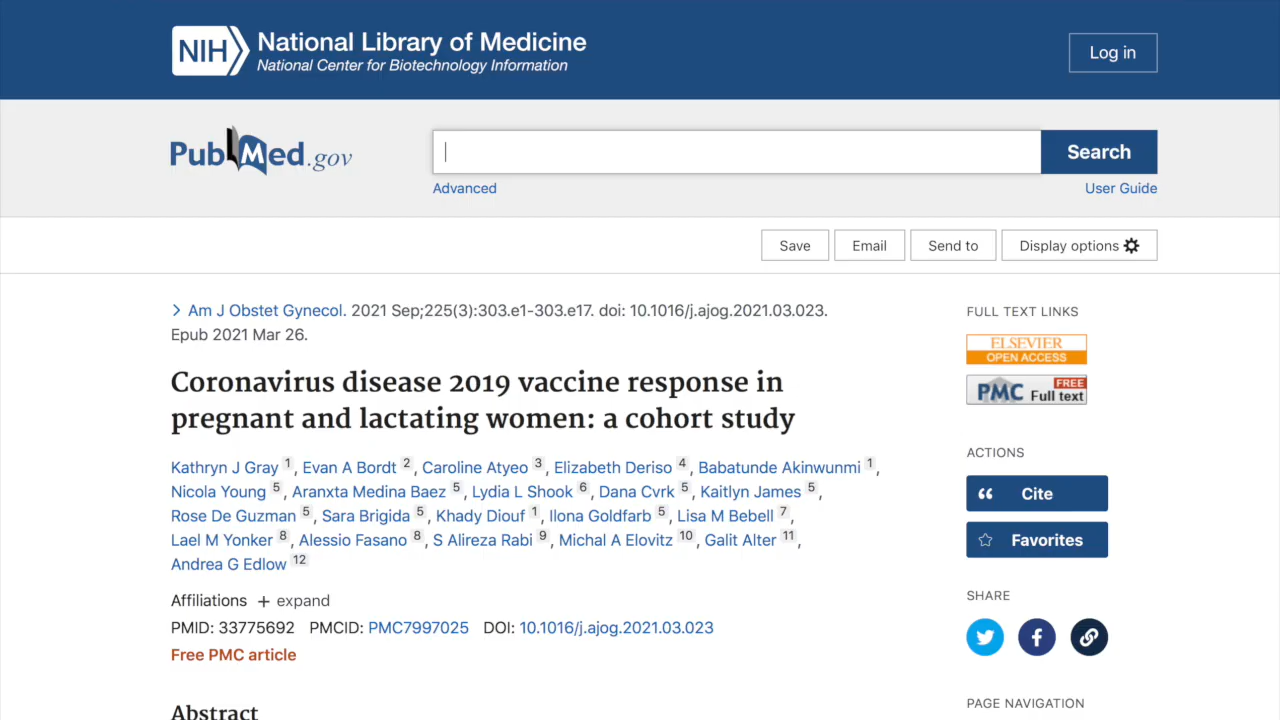 NIH National Library of Medicine
National Center for Biotechnology Information
Log in
PubMed.gov
Search
Advanced
User Guide
Save
Email
Send to
Display options
Am J Obstet Gynecol. 2021 Sep;225(3):303.e1-303.e17. doi: 10.1016/j.ajog.2021.03.023.
Epub 2021 Mar 26.
Coronavirus disease 2019 vaccine response in
pregnant and lactating women: a cohort study
Kathryn J Gray 1, Evan A Bordt 2, Caroline Atyeo 3, Elizabeth Deriso 4, Babatunde Akinwunmi 1,
Nicola Young 5, Aranxta Medina Baez 5, Lydia L Shook 6, Dana Cvrk 5, Kaitlyn James 5,
Rose De Guzman 5, Sara Brigida 5, Khady Diouf 1, Ilona Goldfarb 5, Lisa M Bebell 7,
Lael M Yonker 8, Alessio Fasano 8, S Alireza Rabi 9, Michal A Elovitz 10, Galit Alter 11,
Andrea G Edlow 12
Affiliations + expand
PMID: 33775692 PMCID: PMC7997025 DOI: 10.1016/j.ajog.2021.03.023
Free PMC article
Abstract
FULL TEXT LINKS
ELSEVIER
OPEN ACCESS
PMC FREE Full text
ACTIONS
Cite
Favorites
SHARE
PAGE NAVIGATION